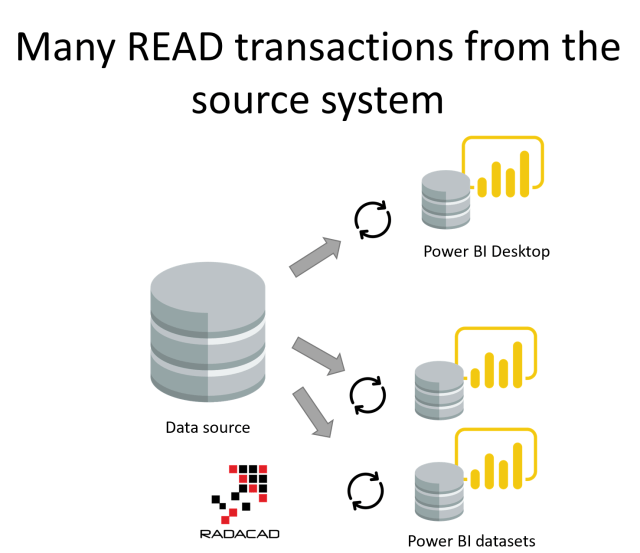 Many READ transactions from the
source system
Power BI Desktop
Data source
RADACAD
Power BI datasets